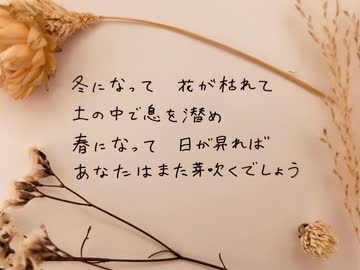 冬になって　花が枯れて
土の中で息を潜め
春になって　日が昇れば
あなたはまた芽吹くでしょう